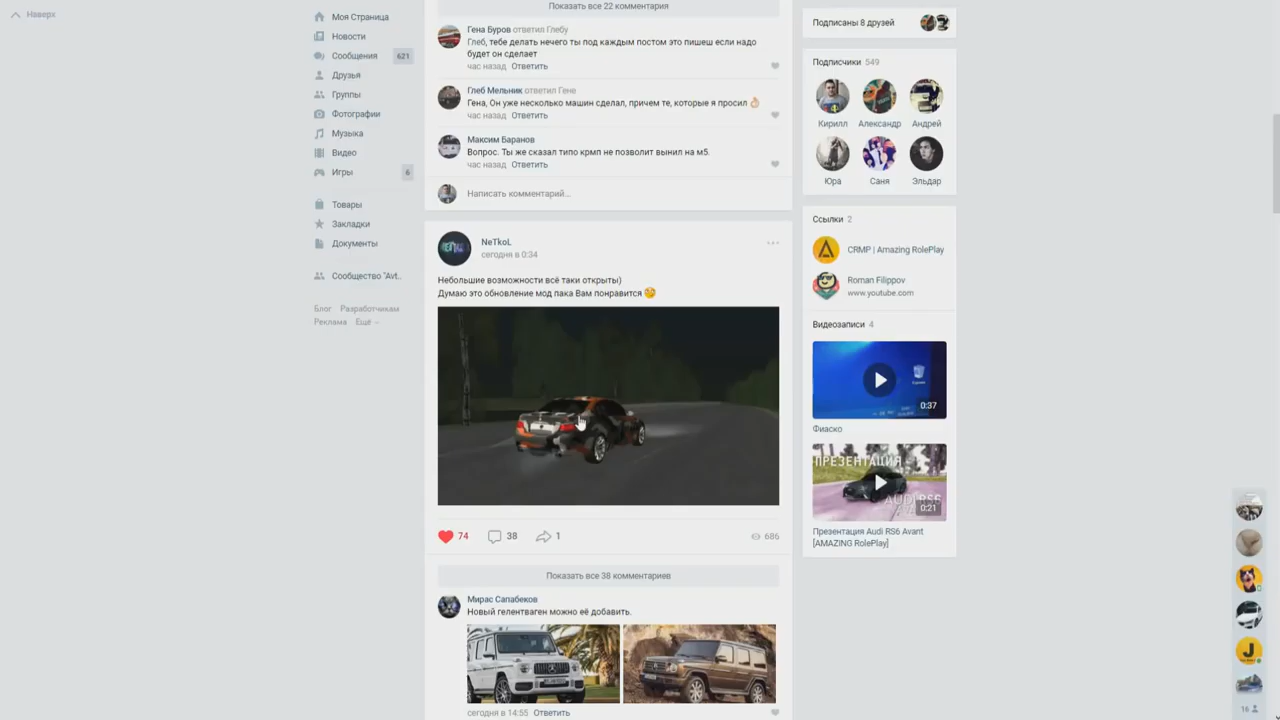 Наверх
Моя Страница
Новости
Сообщения 621
Друзья
Группы
Фотографии
Музыка
Видео
Игры 6
Товары
Закладки
Документы
Сообщество "Avt..
Блог Разработчикам
Реклама Ещё
Показать все 22 комментария
Гена Буров ответил Глебу
Глеб, тебе делать нечего ты под каждым постом это пишешь если надо
будет он сделает
час назад Ответить
Глеб Мельник ответил Гене
Гена, Он уже несколько машин сделал, причем те, которые я просил 👌
час назад Ответить
Максим Баранов
Вопрос. Ты же сказал типо крмп не позволит вынил на м5.
час назад Ответить
Написать комментарий...
NeTkoL
сегодня в 0:34
Небольшие возможности всё таки открыты)
Думаю это обновление мод пака Вам понравится
74 38 1 686
Показать все 38 комментариев
Мирас Сапабеков
Новый гелентваген можно её добавить.
сегодня в 14:55 Ответить
Подписаны 8 друзей
Подписчики 549
Кирилл Александр Андрей
Юра Саня Эльдар
Ссылки 2
CRMP | Amazing RolePlay
Roman Filippov
www.youtube.com
Видеозаписи 4
0:37
Фиаско
ПРЕЗЕНТАЦИЯ
AUDI RS6
0:21
Презентация Audi RS6 Avant
[AMAZING RolePlay]
J
16